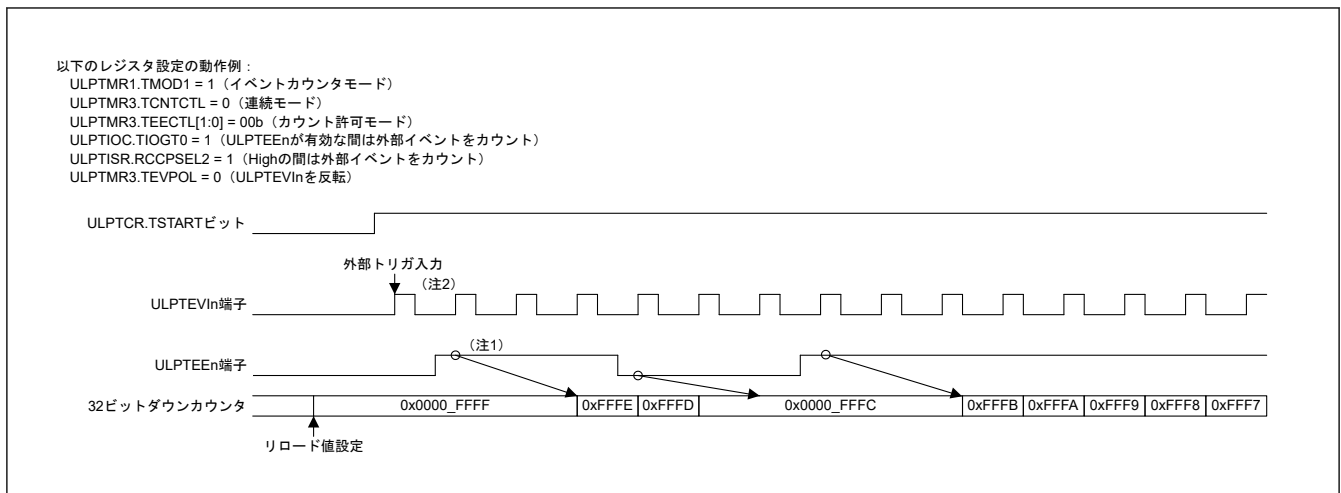 以下のレジスタ設定の動作例：
ULPTMR1.TMOD1 = 1（イベントカウンタモード）
ULPTMR3.TCNTCTL = 0（連続モード）
ULPTMR3.TEECTL[1:0] = 00b（カウント許可モード）
ULPTIOC.TIOGT0 = 1（ULPTEEnが有効な間は外部イベントをカウント）
ULPTISR.RCCPSEL2 = 1（Highの間は外部イベントをカウント）
ULPTMR3.TEVPOL = 0（ULPTEVInを反転）
ULPTCR.TSTARTビット
外部トリガ入力
（注2）
ULPTEVIn端子
（注1）
ULPTEEn端子
32ビットダウンカウンタ 0x0000_FFFF 0xFFFE 0xFFFD 0x0000_FFFC 0xFFFB 0xFFFA 0xFFF9 0xFFF8 0xFFF7
リロード値設定